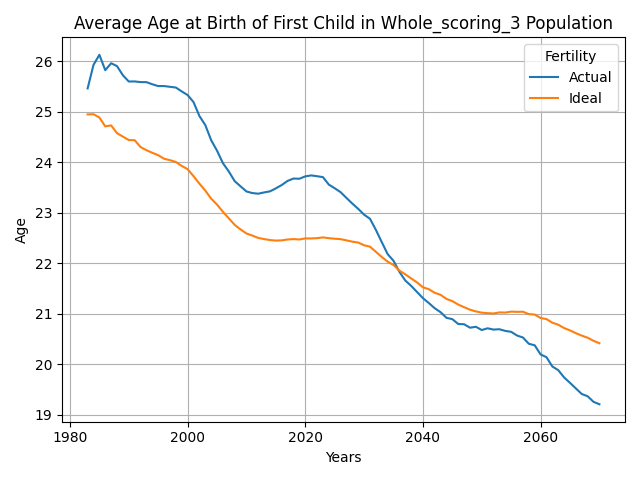 Average Age at Birth of First Child in Whole_scoring_3 Population
Fertility
Actual
Ideal
Age
26
25
24
23
22
21
20
19
1980
2000
2020
2040
2060
Years